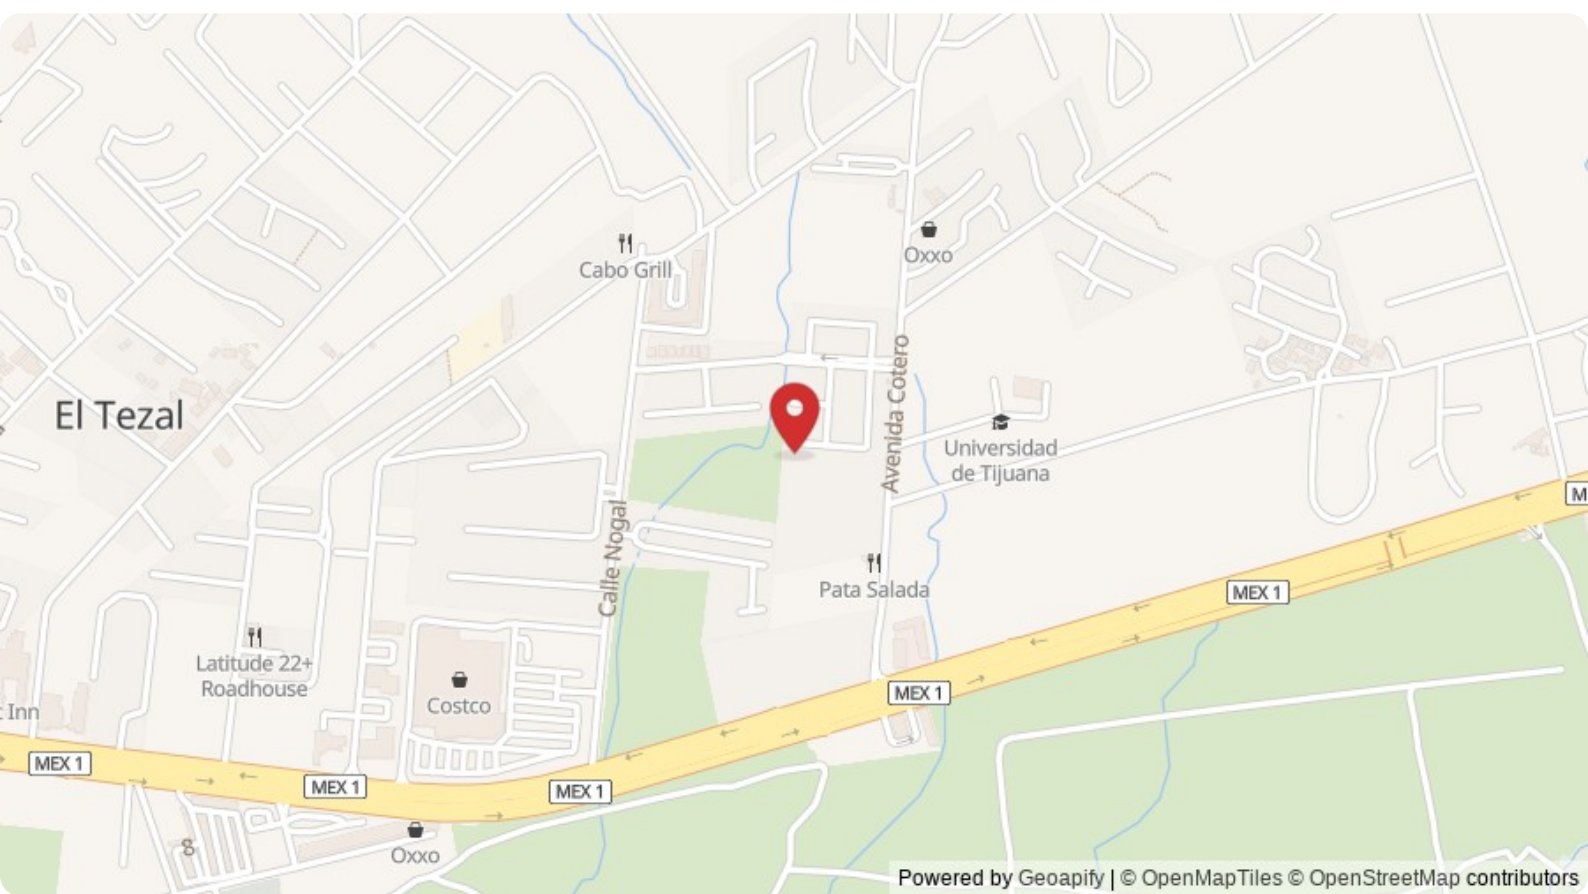 Oxxo
Cabo Grill
El Tezal
Avenida Cotero
Universidad
de Tijuana
Calle Nogal
M
Pata Salada
MEX 1
Latitude 22+
Roadhouse
Costco
Inn
MEX 1
MEX 1
MEX 1
MEX 1
8
Oxxo
Powered by Geoapify | © OpenMapTiles © OpenStreetMap contributors